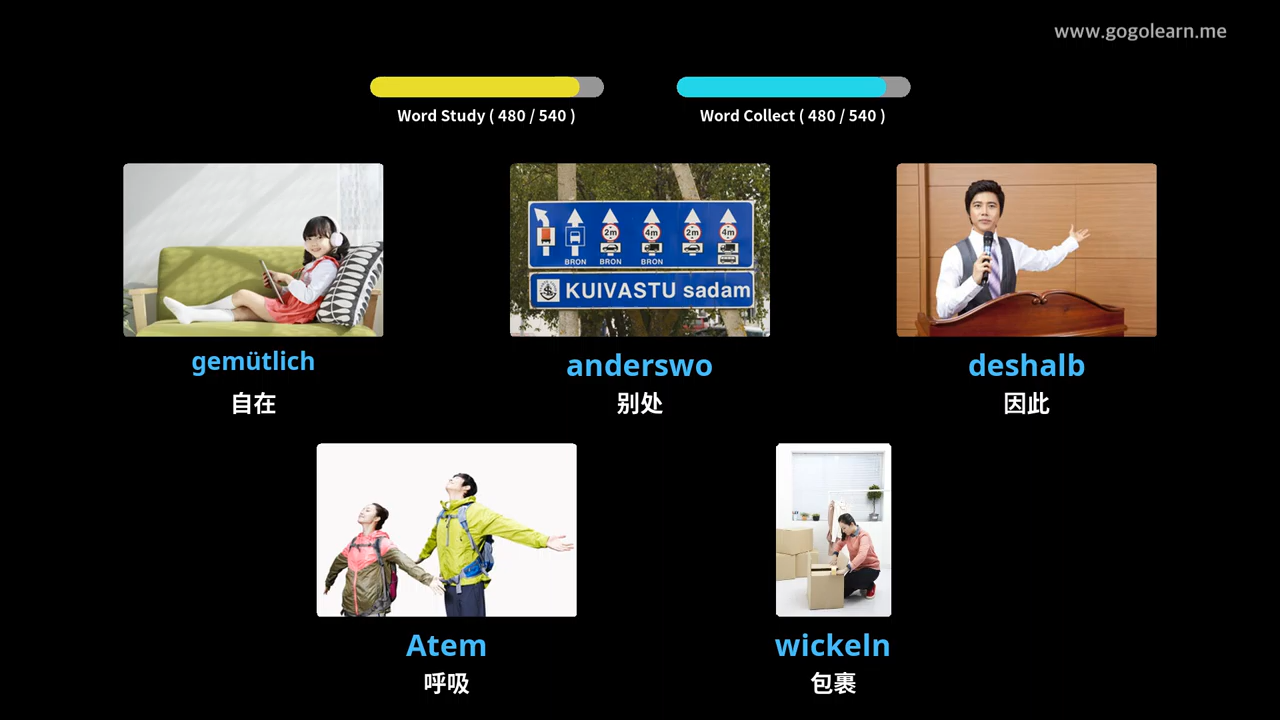 www.gogolearn.me
Word Study ( 480 / 540 )
Word Collect ( 480 / 540 )
BRON BRON BRON
2m 4m 2m 4m
KUIVASTU sadam
gemütlich
自在
anderswo
别处
deshalb
因此
Atem
呼吸
wickeln
包裹